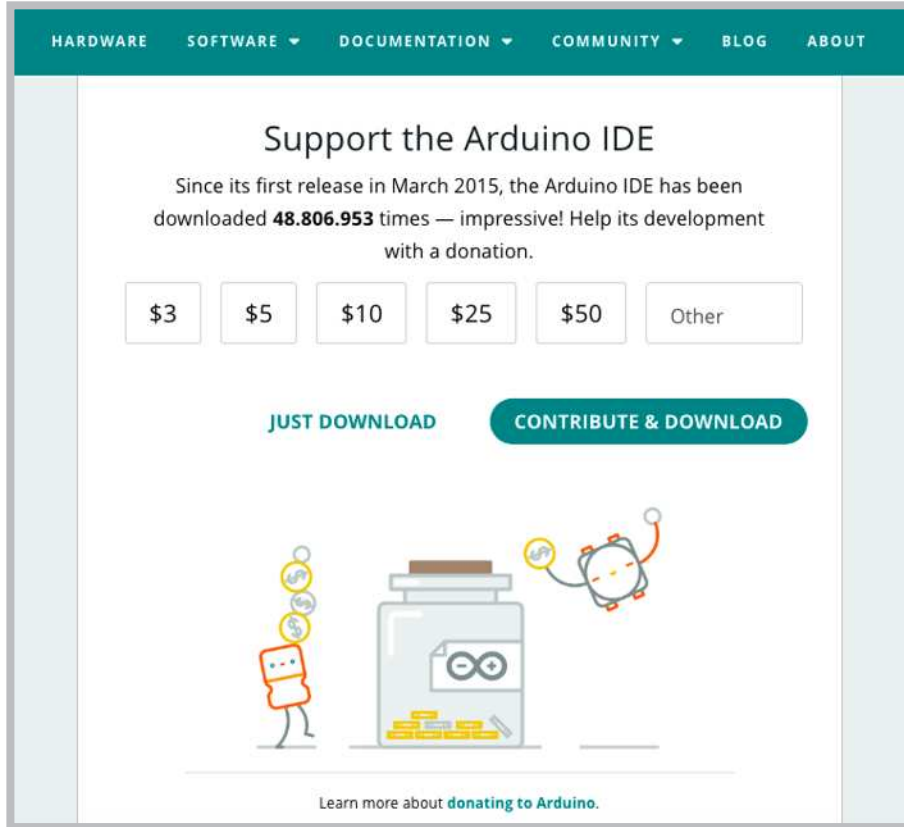 HARDWARE SOFTWARE DOCUMENTATION COMMUNITY BLOG ABOUT
Support the Arduino IDE
Since its first release in March 2015, the Arduino IDE has been
downloaded 48.806.953 times — impressive! Help its development
with a donation.
$3 $5 $10 $25 $50 Other
JUST DOWNLOAD CONTRIBUTE & DOWNLOAD
$
$
$
$
Learn more about donating to Arduino.